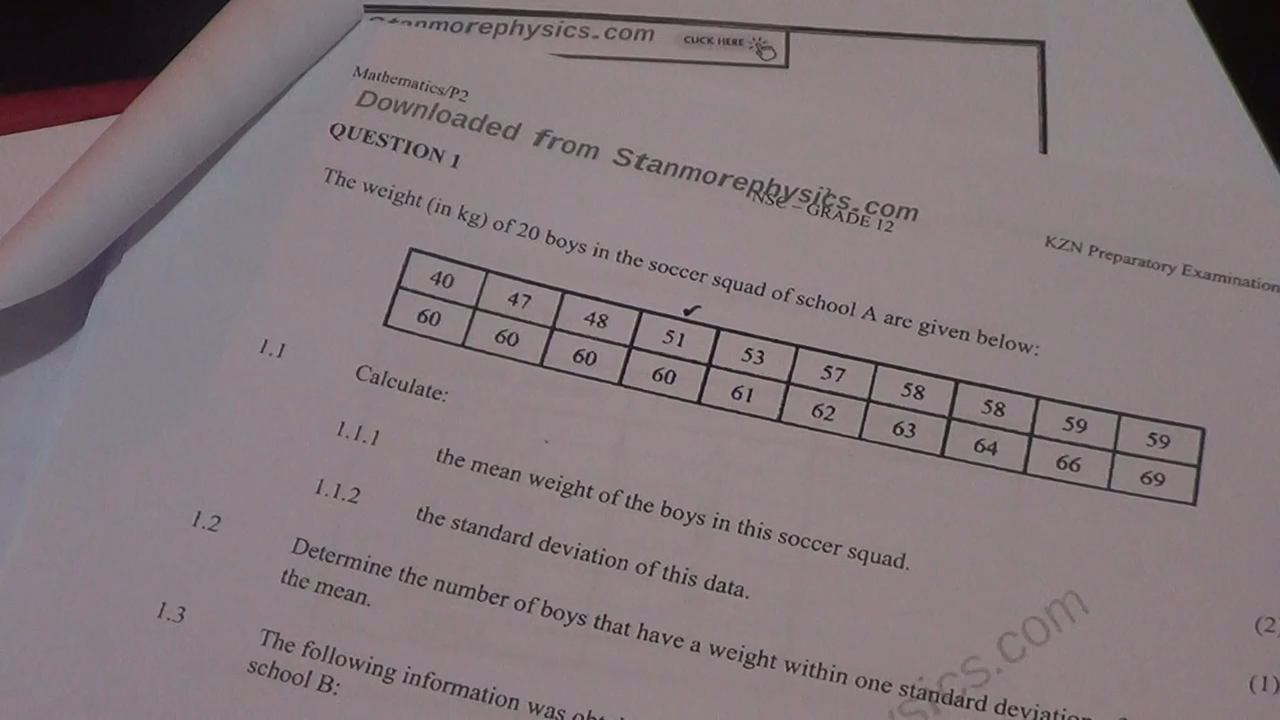 Stanmorephysics.com CLICK HERE
Mathematics/P2
Downloaded from Stanmorephysics.com
NSC – GRADE 12
KZN Preparatory Examination
QUESTION 1
The weight (in kg) of 20 boys in the soccer squad of school A are given below:
40 47 48 51 53 57 58 58 59 59
60 60 60 60 61 62 63 64 66 69
1.1 Calculate:
1.1.1 the mean weight of the boys in this soccer squad. (2
1.1.2 the standard deviation of this data. (1)
1.2 Determine the number of boys that have a weight within one standard
the mean.
1.3 The following information was
school B: